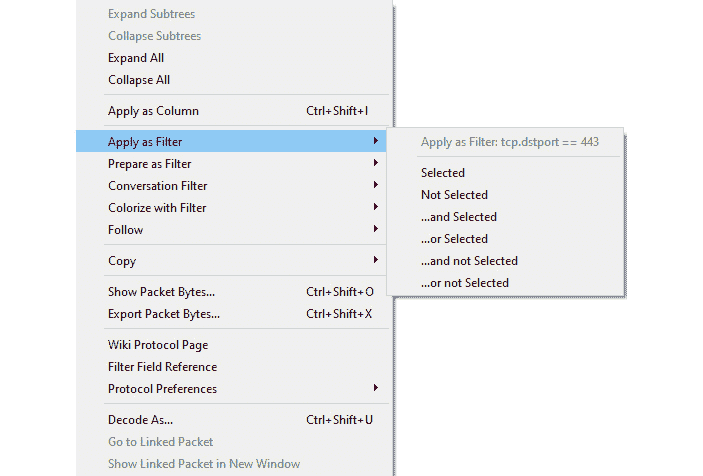 Expand Subtrees
Collapse Subtrees
Expand All
Collapse All
Apply as Column Ctrl+Shift+I
Apply as Filter
Prepare as Filter
Conversation Filter
Colorize with Filter
Follow
Copy
Show Packet Bytes... Ctrl+Shift+O
Export Packet Bytes... Ctrl+Shift+X
Wiki Protocol Page
Filter Field Reference
Protocol Preferences
Decode As... Ctrl+Shift+U
Go to Linked Packet
Show Linked Packet in New Window
Apply as Filter: tcp.dstport == 443
Selected
Not Selected
...and Selected
...or Selected
...and not Selected
...or not Selected